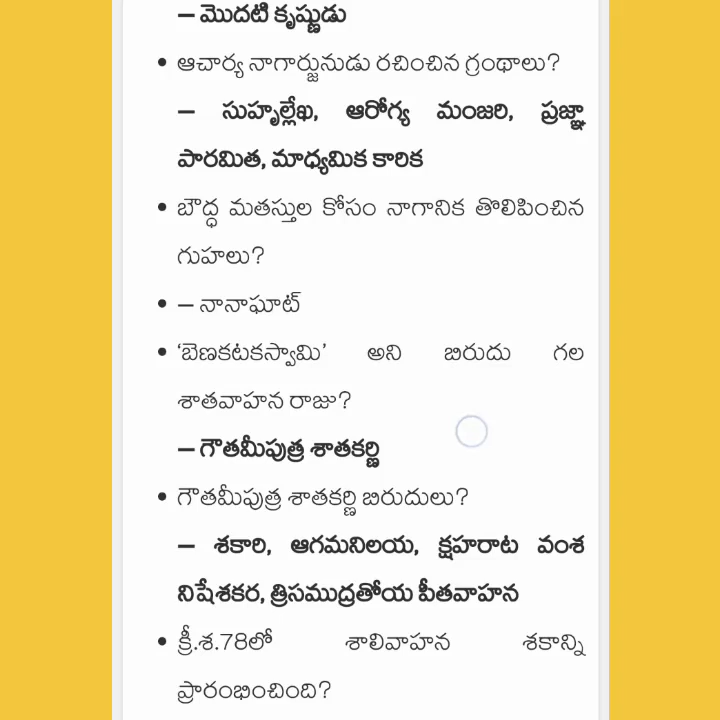 – మొదటి కృష్ణుడు
• ఆచార్య నాగార్జునుడు రచించిన గ్రంథాలు?
– సుహృల్లేఖ, ఆరోగ్య మంజరి, ప్రజ్ఞా
పారమిత, మాధ్యమిక కారిక
• బౌద్ధ మతస్తుల కోసం నాగానిక తొలిపించిన
గుహలు?
• – నానాఘాట్
• ‘బెణకటకస్వామి’ అని బిరుదు గల
శాతవాహన రాజు?
– గౌతమీపుత్ర శాతకర్ణి
• గౌతమీపుత్ర శాతకర్ణి బిరుదులు?
– శకారి, ఆగమనిలయ, క్షహరాట వంశ
నిషేశకర, త్రిసముద్రతోయ పీతవాహన
• క్రీ.శ.78లో శాలివాహన శకాన్ని
ప్రారంభించింది?